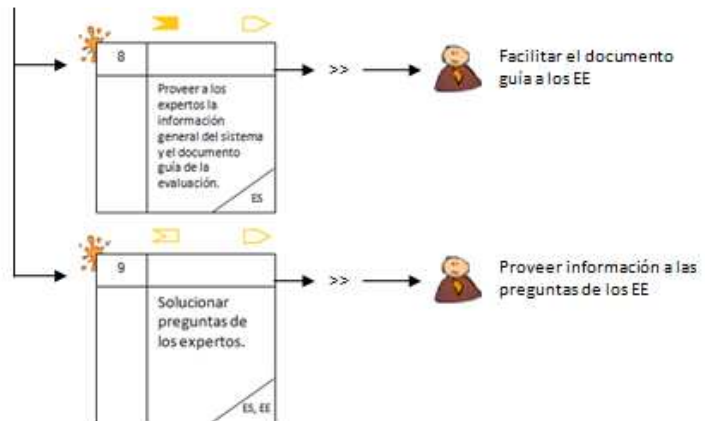 8
Proveer a los
expertos la
información
general del sistema
y el documento
guía de la
evaluación.
ES
>>
Facilitar el documento
guía a los EE
9
Solucionar
preguntas de
los expertos.
ES, EE
>>
Proveer información a las
preguntas de los EE